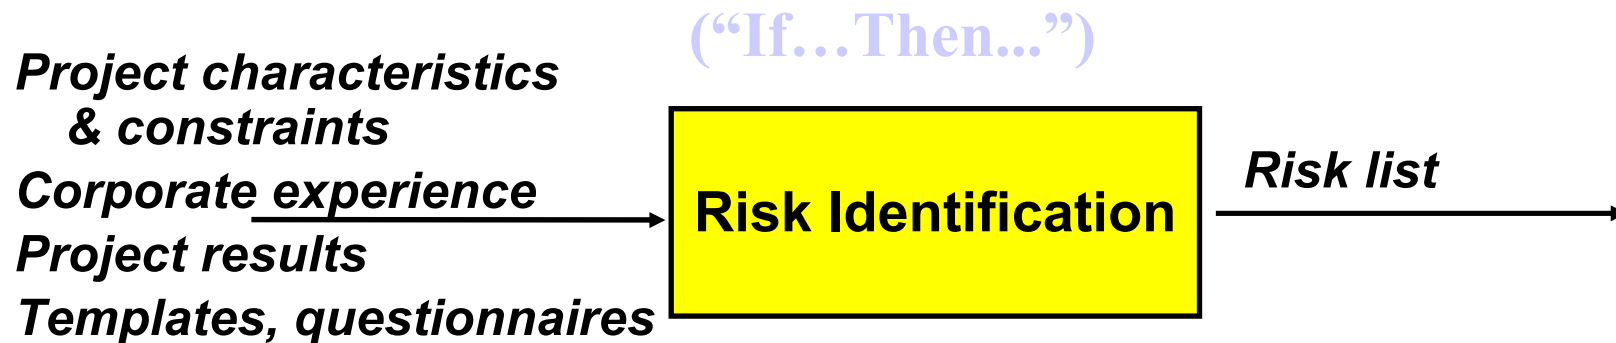 (“If…Then...”)
Project characteristics
& constraints
Corporate experience
Project results
Templates, questionnaires
Risk Identification
Risk list